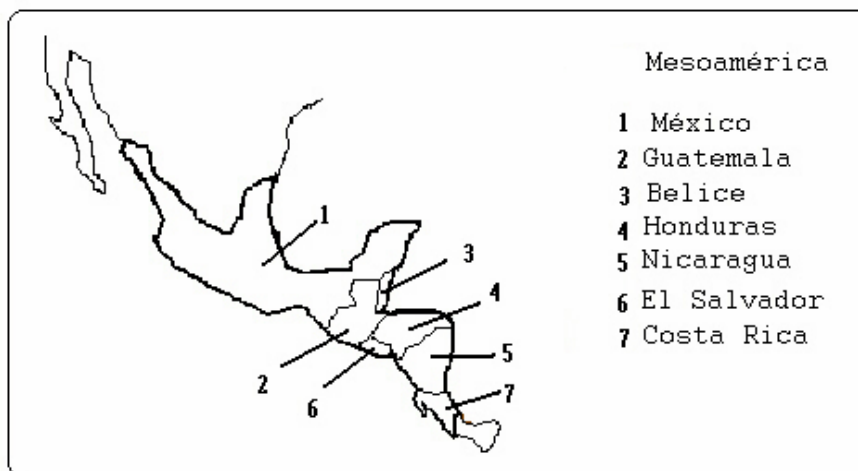 Mesoamérica
1 México
2 Guatemala
3 Belice
4 Honduras
5 Nicaragua
6 El Salvador
7 Costa Rica
1
3
4
5
2
6
7